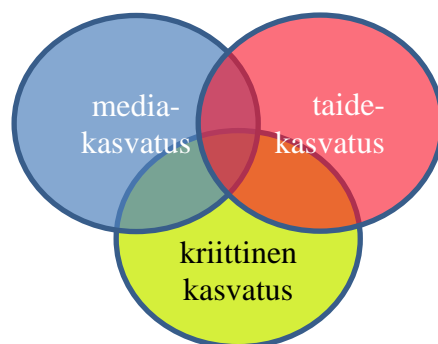 media-
kasvatus
taide-
kasvatus
kriittinen
kasvatus